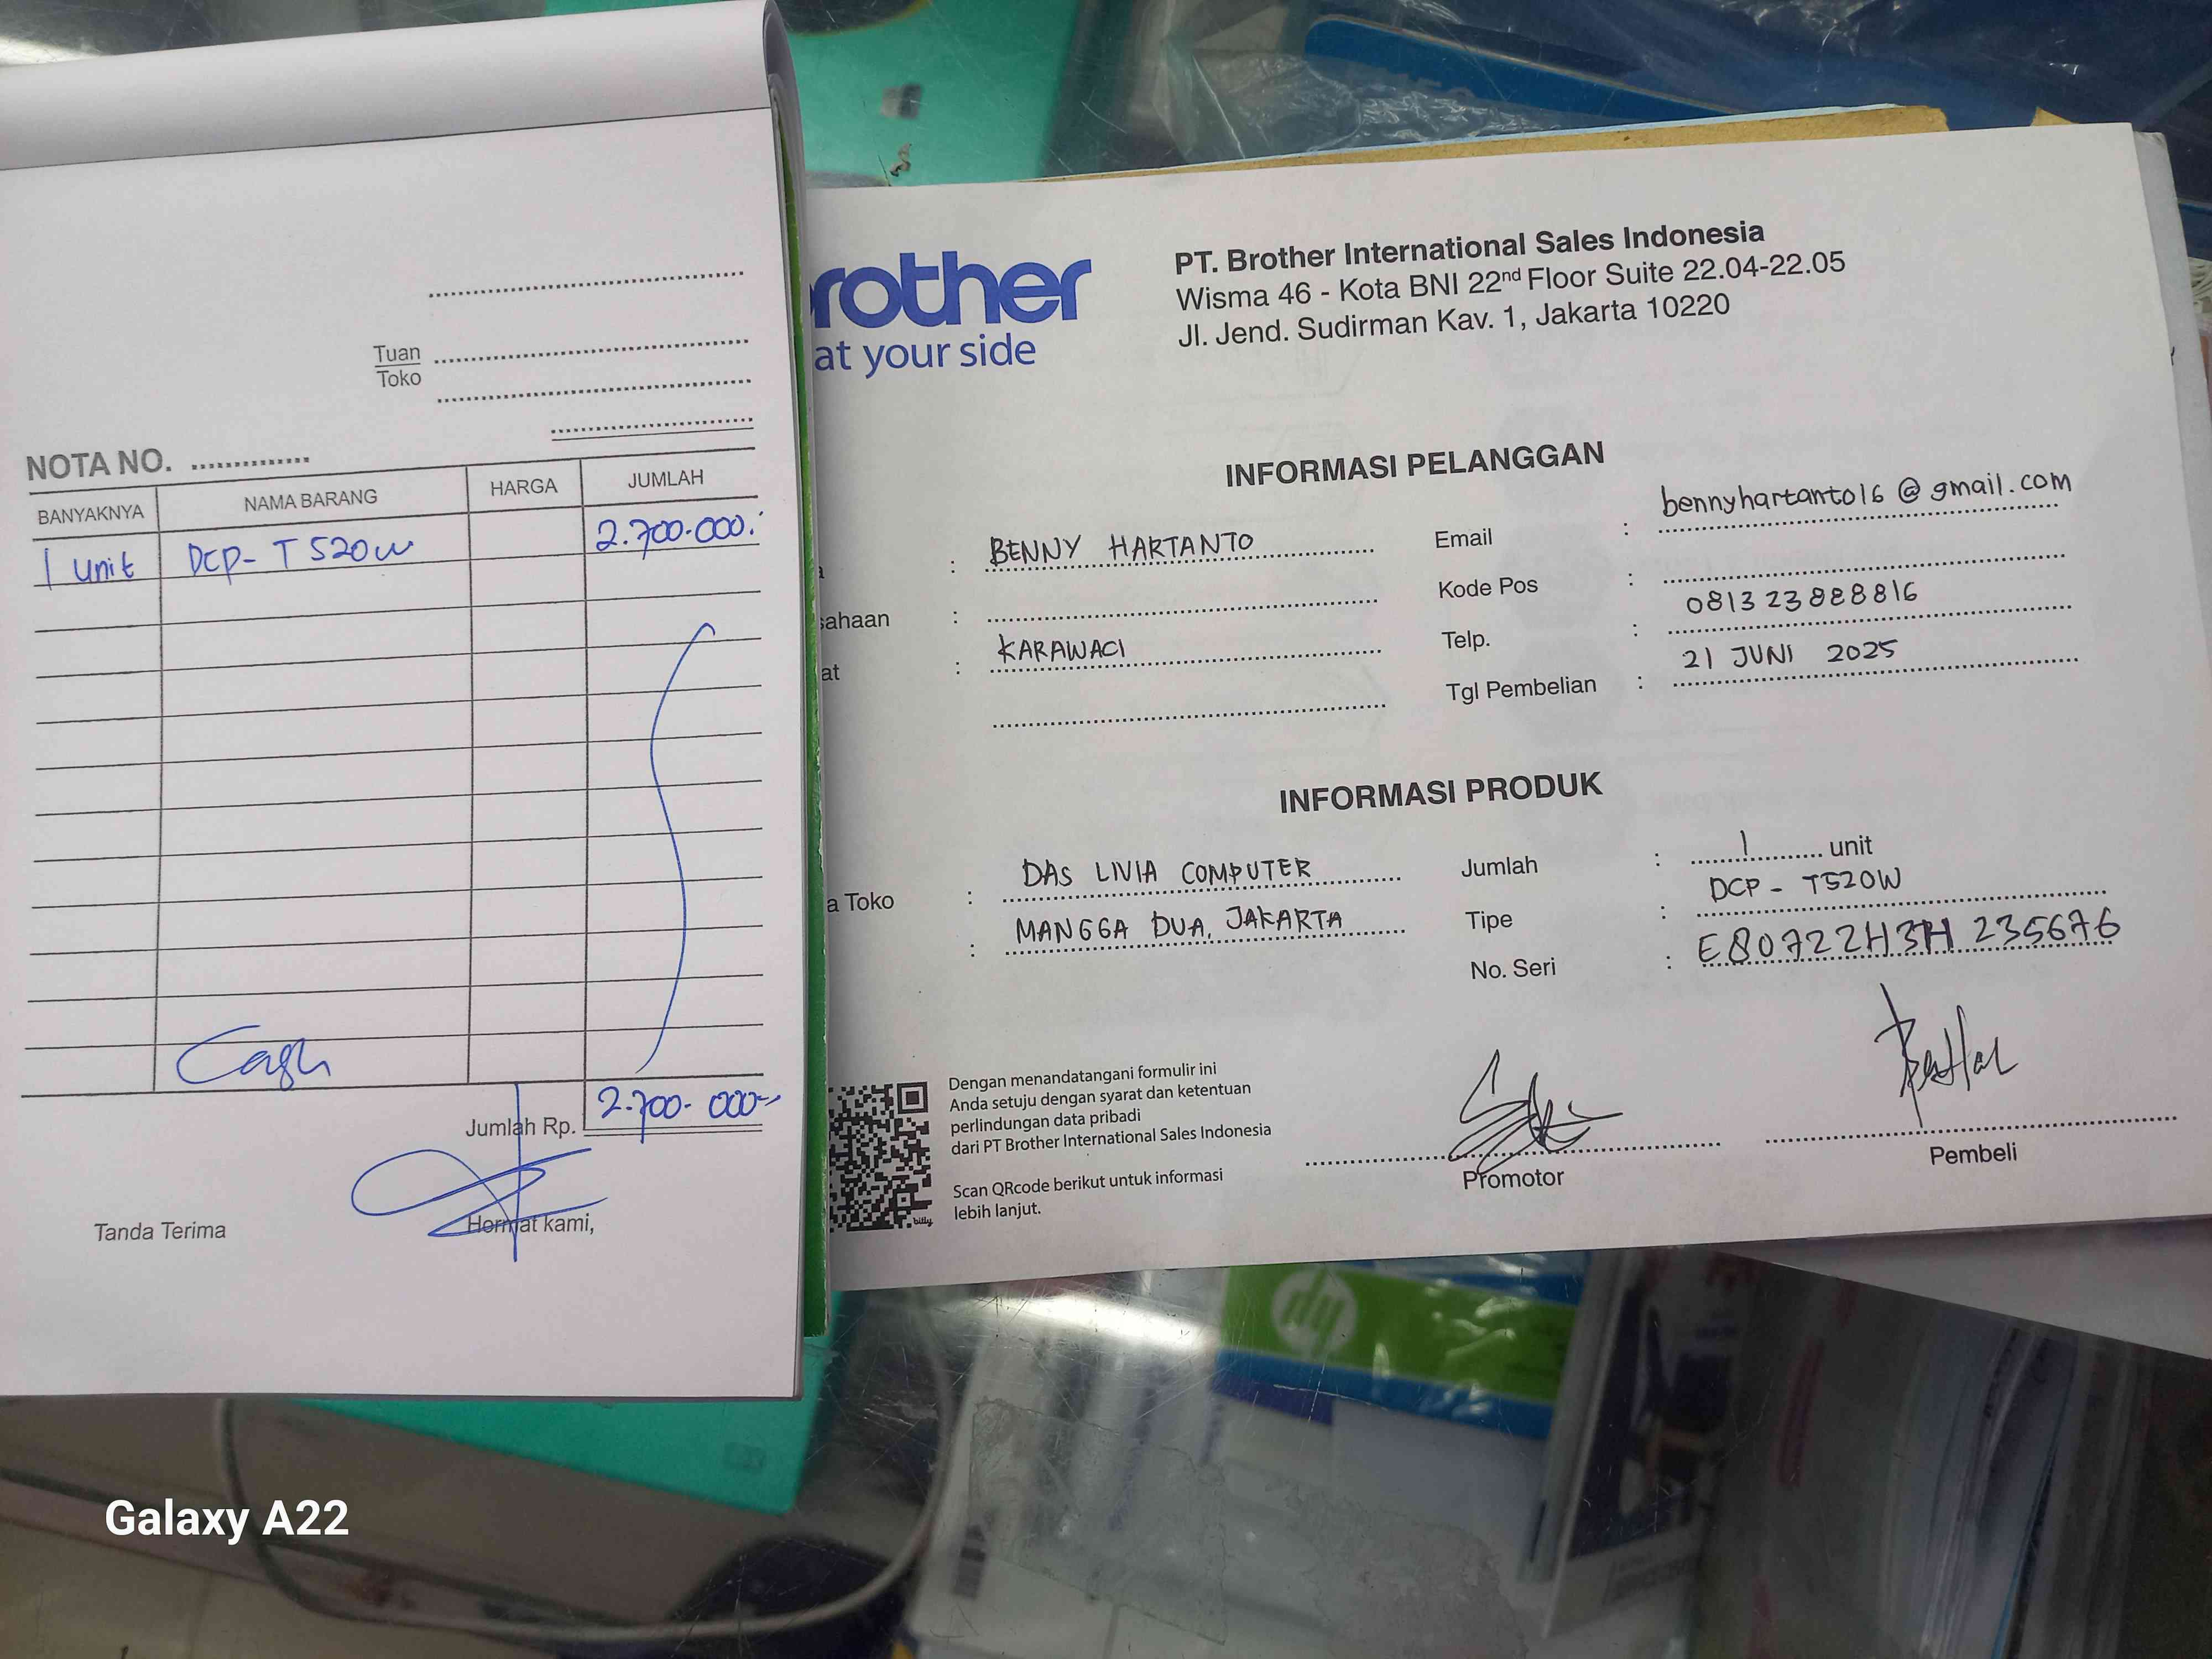 Tuan
Toko
NOTA NO. ..............
BANYAKNYA NAMA BARANG HARGA JUMLAH
1 unit DCP- T 520W 2.700.000.-
Cash
Jumlah Rp. 2.700.000-
Tanda Terima Hormat kami,
rother
at your side
PT. Brother International Sales Indonesia
Wisma 46 - Kota BNI 22nd Floor Suite 22.04-22.05
Jl. Jend. Sudirman Kav. 1, Jakarta 10220
INFORMASI PELANGGAN
: BENNY HARTANTO
sahaan :
at : KARAWACI
Email : bennyhartanto16@gmail.com
Kode Pos :
Telp. : 081323888816
Tgl Pembelian : 21 JUNI 2025
INFORMASI PRODUK
a Toko : DAS LIVIA COMPUTER
: MANGGA DUA, JAKARTA
Jumlah : 1 unit
Tipe : DCP - T520W
No. Seri : E80722H3H235676
Dengan menandatangani formulir ini
Anda setuju dengan syarat dan ketentuan
perlindungan data pribadi
dari PT Brother International Sales Indonesia
Scan QRcode berikut untuk informasi
lebih lanjut.
bitly
Promotor
Pembeli
hp
Galaxy A22